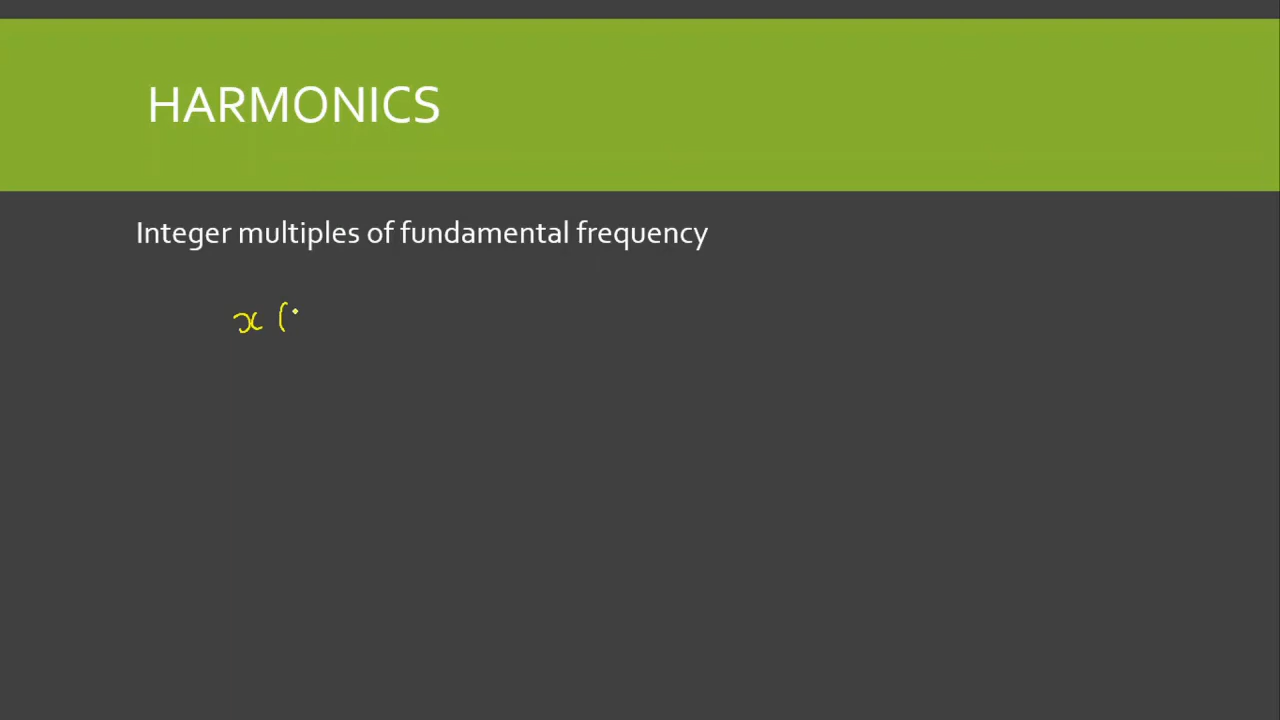 HARMONICS
Integer multiples of fundamental frequency
x (